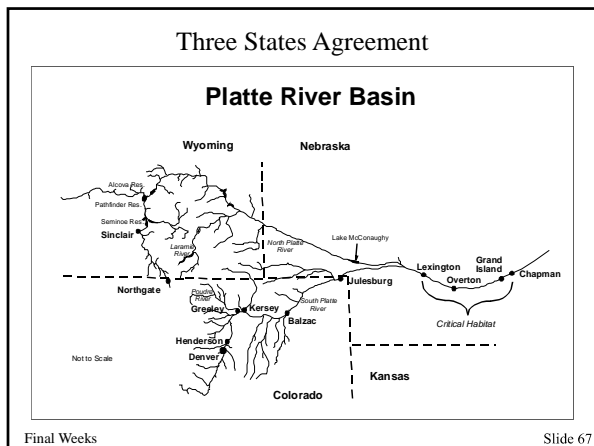 Three States Agreement
Platte River Basin
Wyoming
Nebraska
Alcova Res.
Pathfinder Res.
Seminoe Res.
Sinclair
Laramie
River
North Platte
River
Lake McConaughy
Lexington
Overton
Grand
Island
Chapman
Northgate
Poudre
River
Julesburg
South Platte
River
Greeley
Kersey
Balzac
Critical Habitat
Henderson
Denver
Not to Scale
Kansas
Colorado
Final Weeks
Slide 67